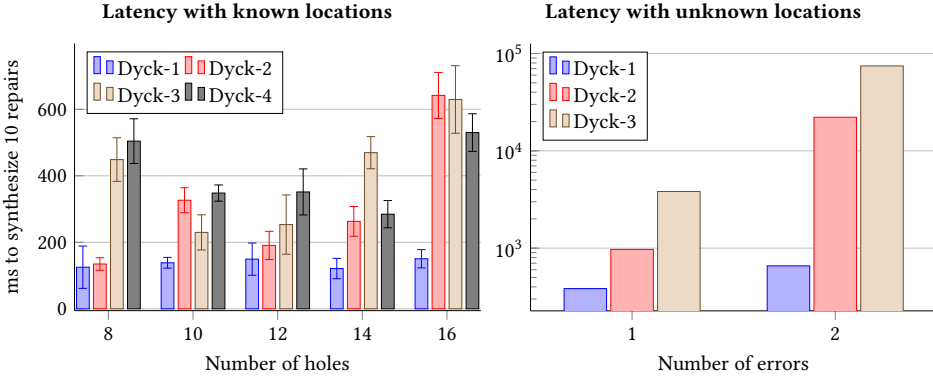 Latency with known locations
ms to synthesize 10 repairs
Dyck-1 Dyck-2
Dyck-3 Dyck-4
600
400
200
0
8 10 12 14 16
Number of holes
Latency with unknown locations
Dyck-1
Dyck-2
Dyck-3
10^5
10^4
10^3
1 2
Number of errors